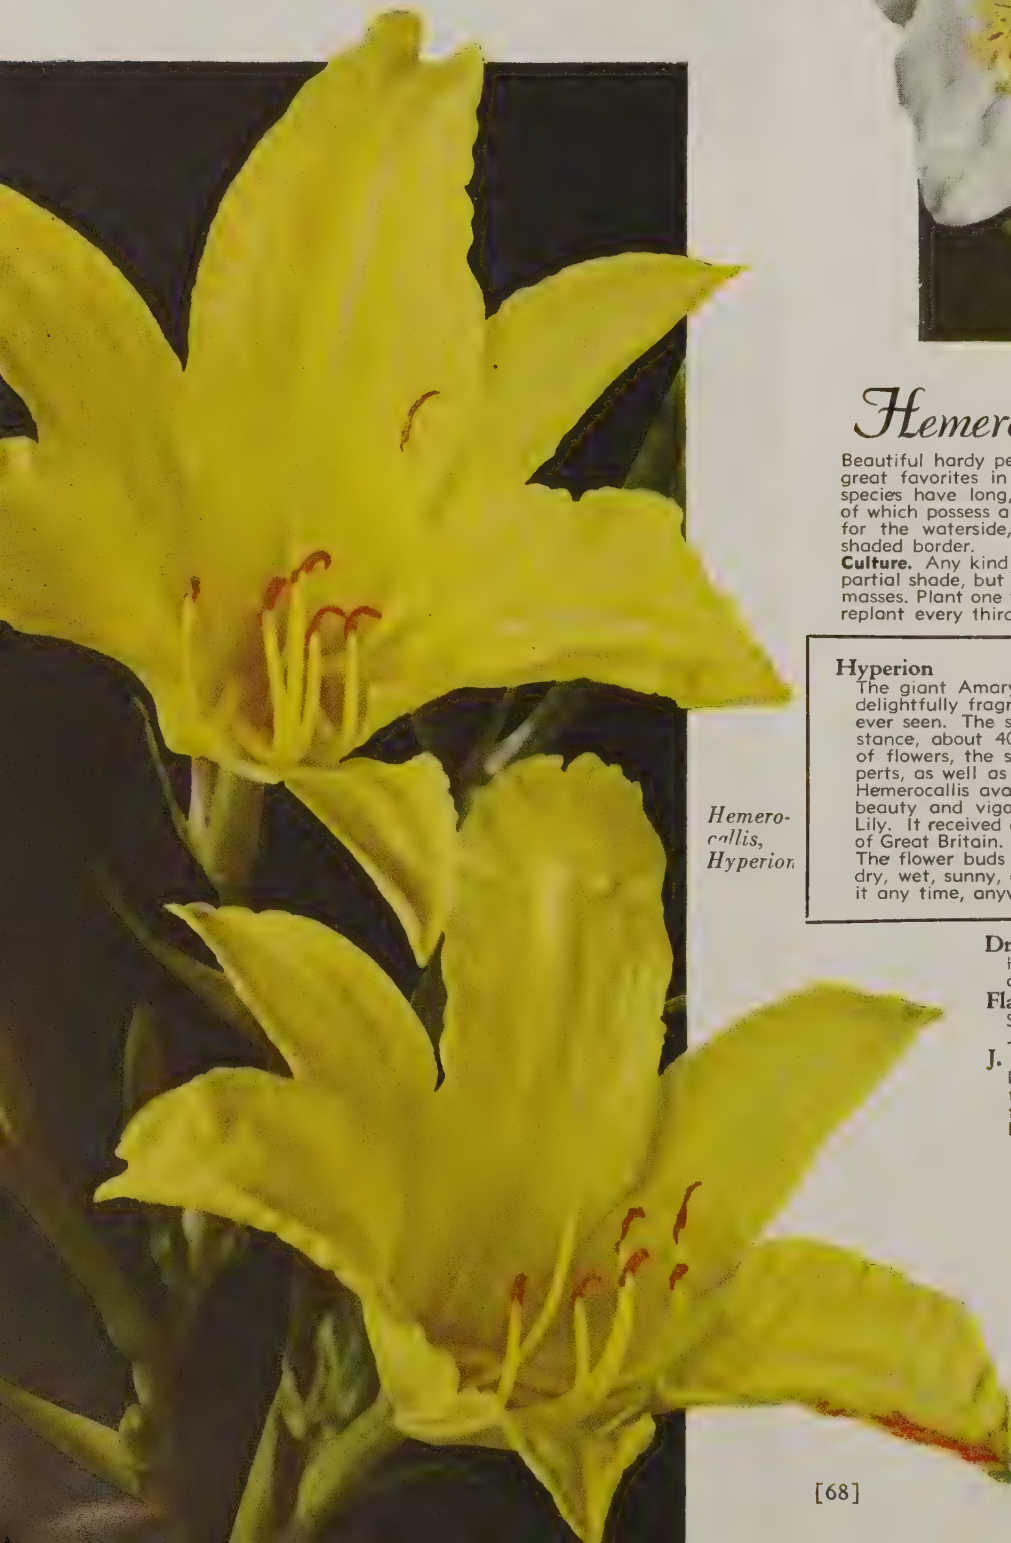 Hemero
Beautiful hardy pe
great favorites in
species have long,
of which possess a
for the waterside,
shaded border.
Culture. Any kind
partial shade, but
masses. Plant one
replant every third
Hyperion
The giant Amary
delightfully fragr
ever seen. The s
stance, about 40
of flowers, the s
perts, as well as
Hemerocallis ava
beauty and vigo
Lily. It received
of Great Britain.
The flower buds
dry, wet, sunny,
it any time, anyw
Hemero-
callis,
Hyperion
Dr
Fla
J.
[68]